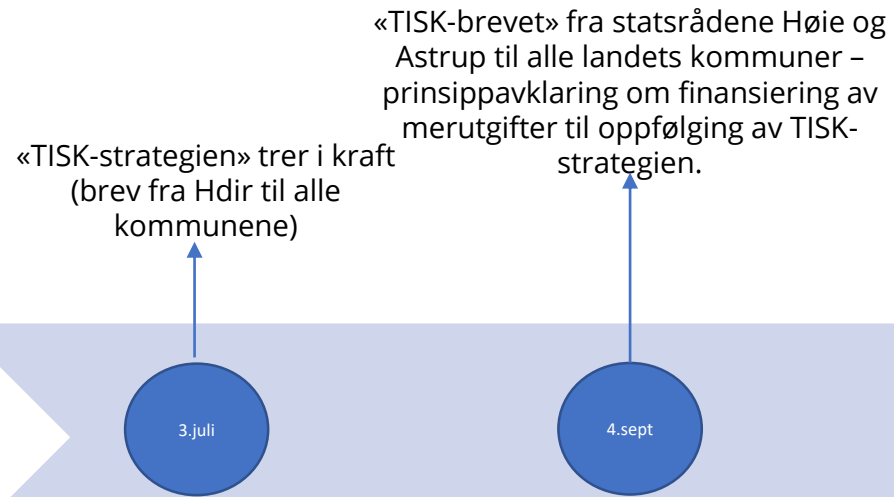 «TISK-brevet» fra statsrådene Høie og
Astrup til alle landets kommuner –
prinsippavklaring om finansiering av
merutgifter til oppfølging av TISK-
strategien.
«TISK-strategien» trer i kraft
(brev fra Hdir til alle
kommunene)
3.juli
4.sept